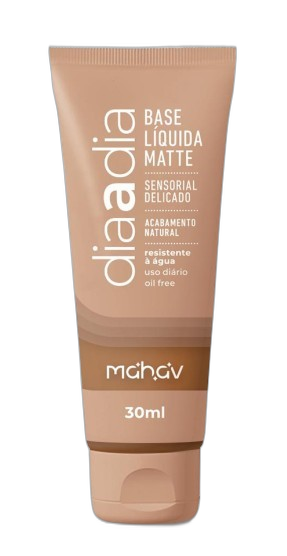 diaadia
BASE
LÍQUIDA
MATTE
SENSORIAL
DELICADO
ACABAMENTO
NATURAL
resistente
à água
uso diário
oil free
mahav
30ml